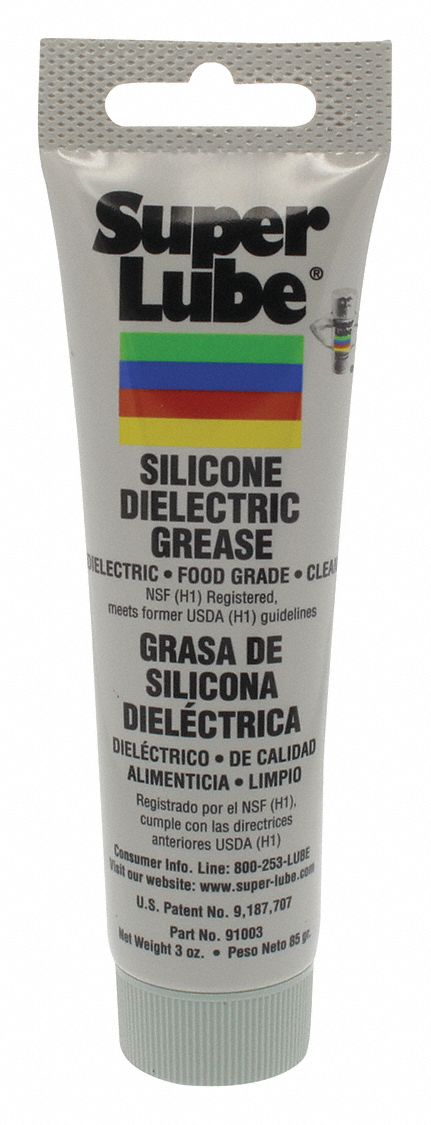 Super
Lube®
SILICONE
DIELECTRIC
GREASE
DIELECTRIC • FOOD GRADE • CLEAN
NSF (H1) Registered,
meets former USDA (H1) guidelines
GRASA DE
SILICONA
DIELÉCTRICA
DIELÉCTRICO • DE CALIDAD
ALIMENTICIA • LIMPIO
Registrado por el NSF (H1),
cumple con las directrices
anteriores USDA (H1)
Consumer Info. Line: 800-253-LUBE
Visit our website: www.super-lube.com
U.S. Patent No. 9,187,707
Part No. 91003
Net Weight 3 oz. • Peso Neto 85 gr.